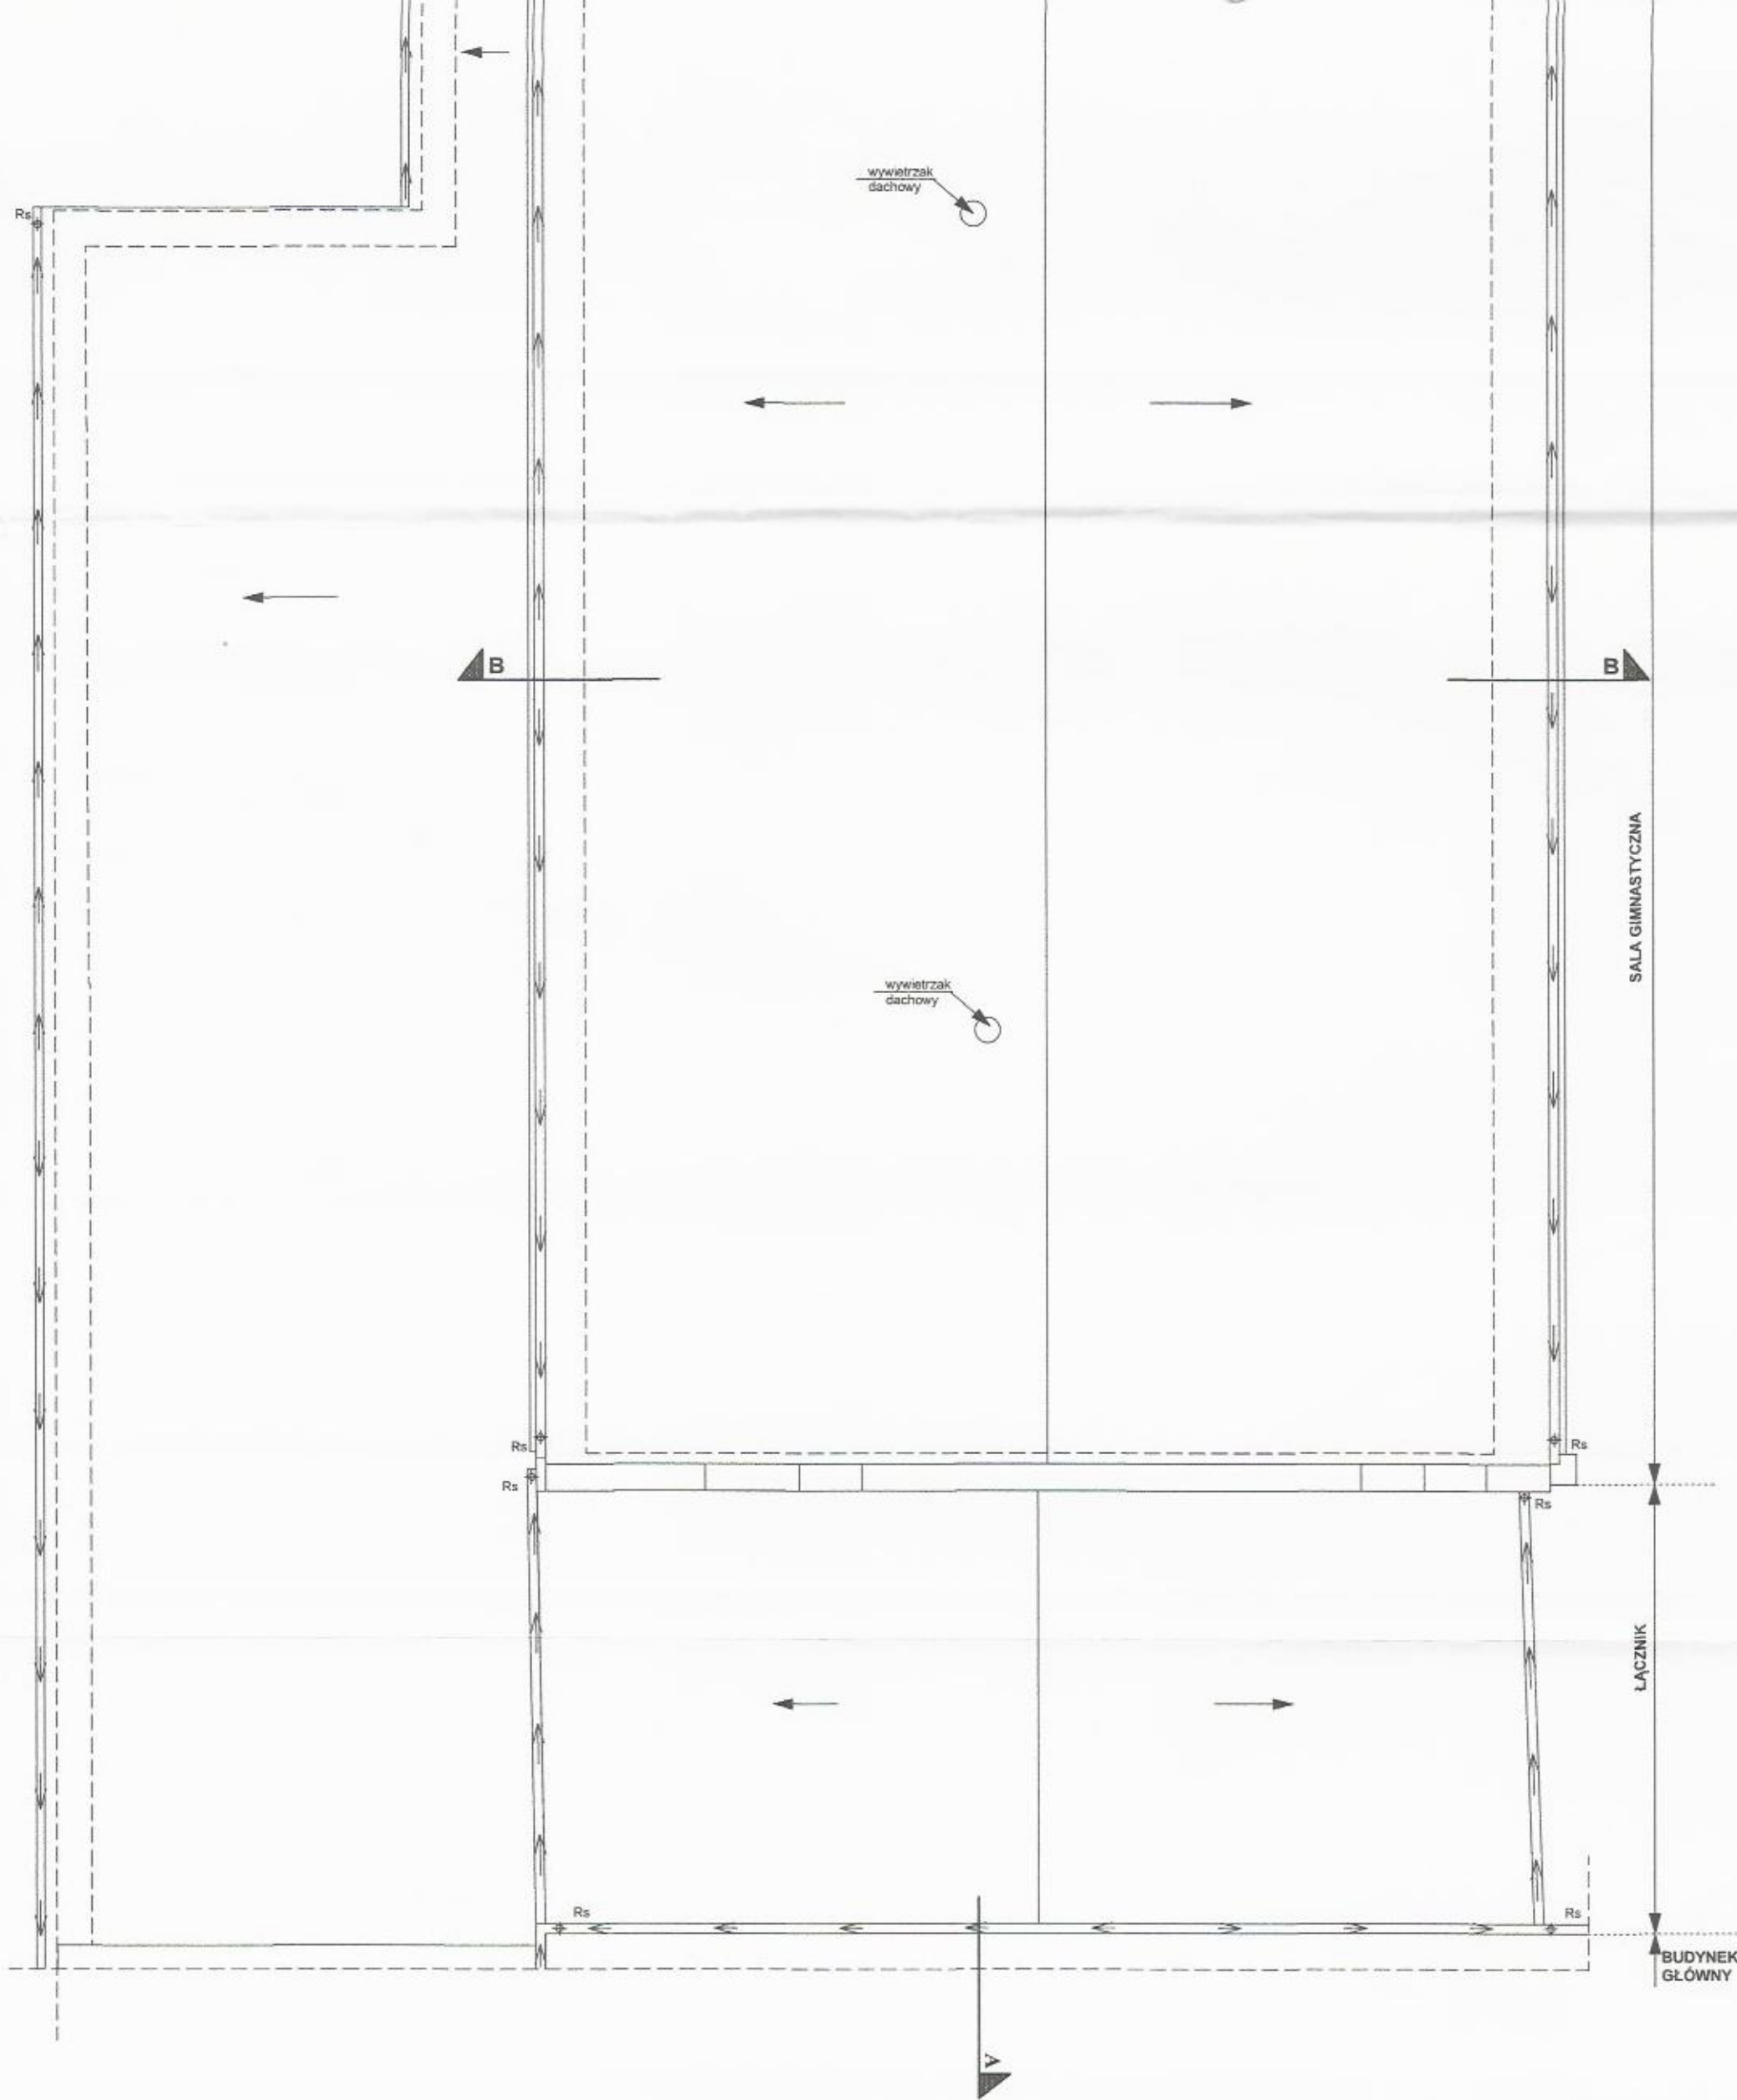 wywietrzak
dachowy
Rs
B
B
SALA GIMNASTYCZNA
wywietrzak
dachowy
Rs
Rs
Rs
Rs
ŁĄCZNIK
Rs
Rs
BUDYNEK
GŁÓWNY
A